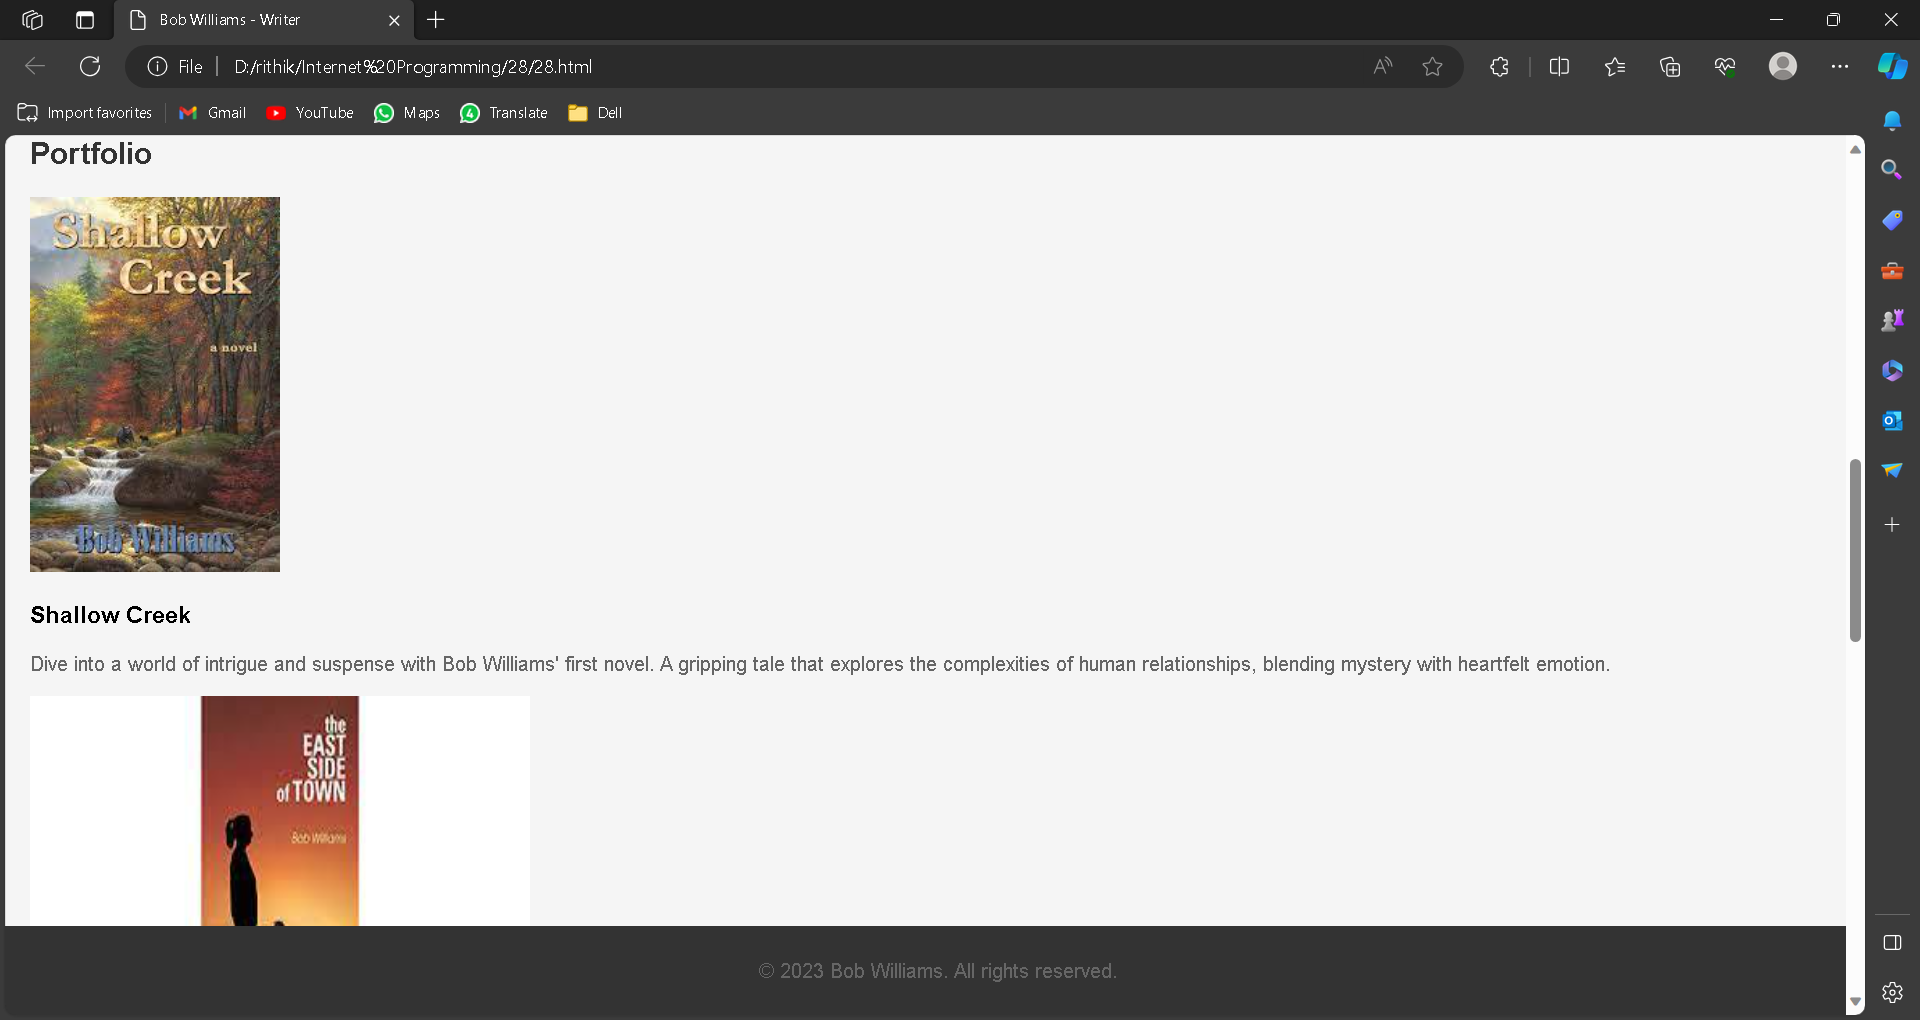 Bob Williams - Writer
File
D:/rithik/Internet%20Programming/28/28.html
Import favorites
Gmail
YouTube
Maps
4
Translate
Dell
Portfolio
Shallow
Creek
a novel
Bob Williams
Shallow Creek
Dive into a world of intrigue and suspense with Bob Williams' first novel. A gripping tale that explores the complexities of human relationships, blending mystery with heartfelt emotion.
the
EAST
SIDE
of TOWN
Bob Williams
© 2023 Bob Williams. All rights reserved.